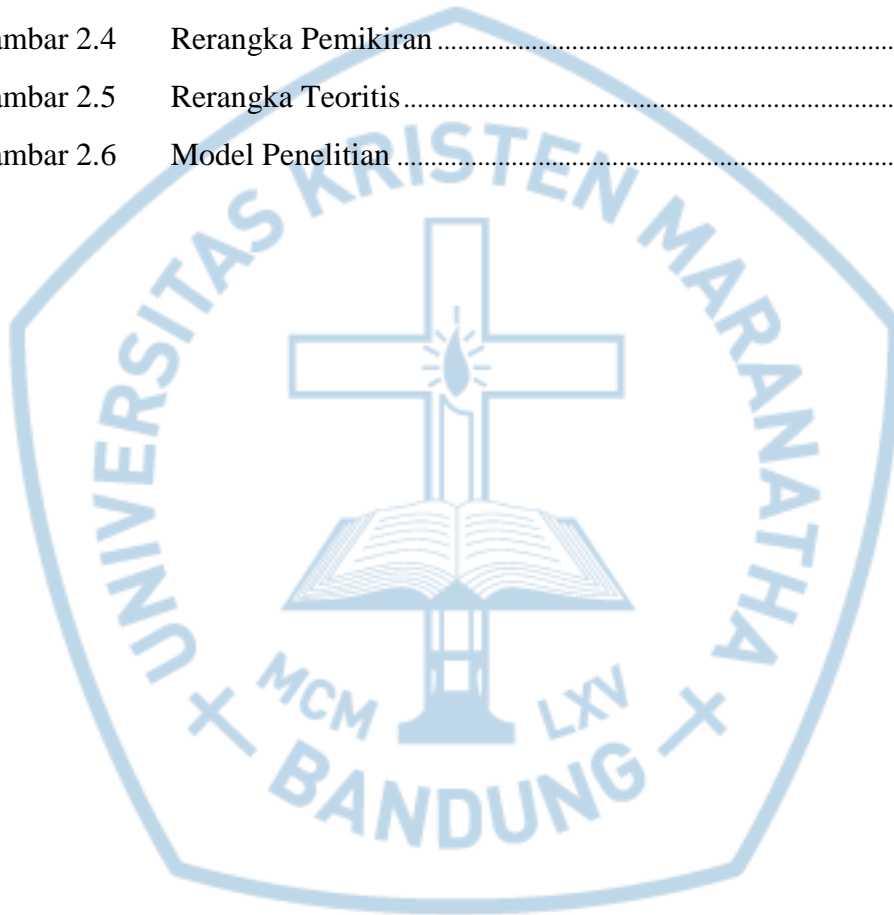 ambar 2.4 Rerangka Pemikiran
ambar 2.5 Rerangka Teoritis
ambar 2.6 Model Penelitian
UNIVERSITAS KRISTEN MARANATHA
MCM LXV
BANDUNG